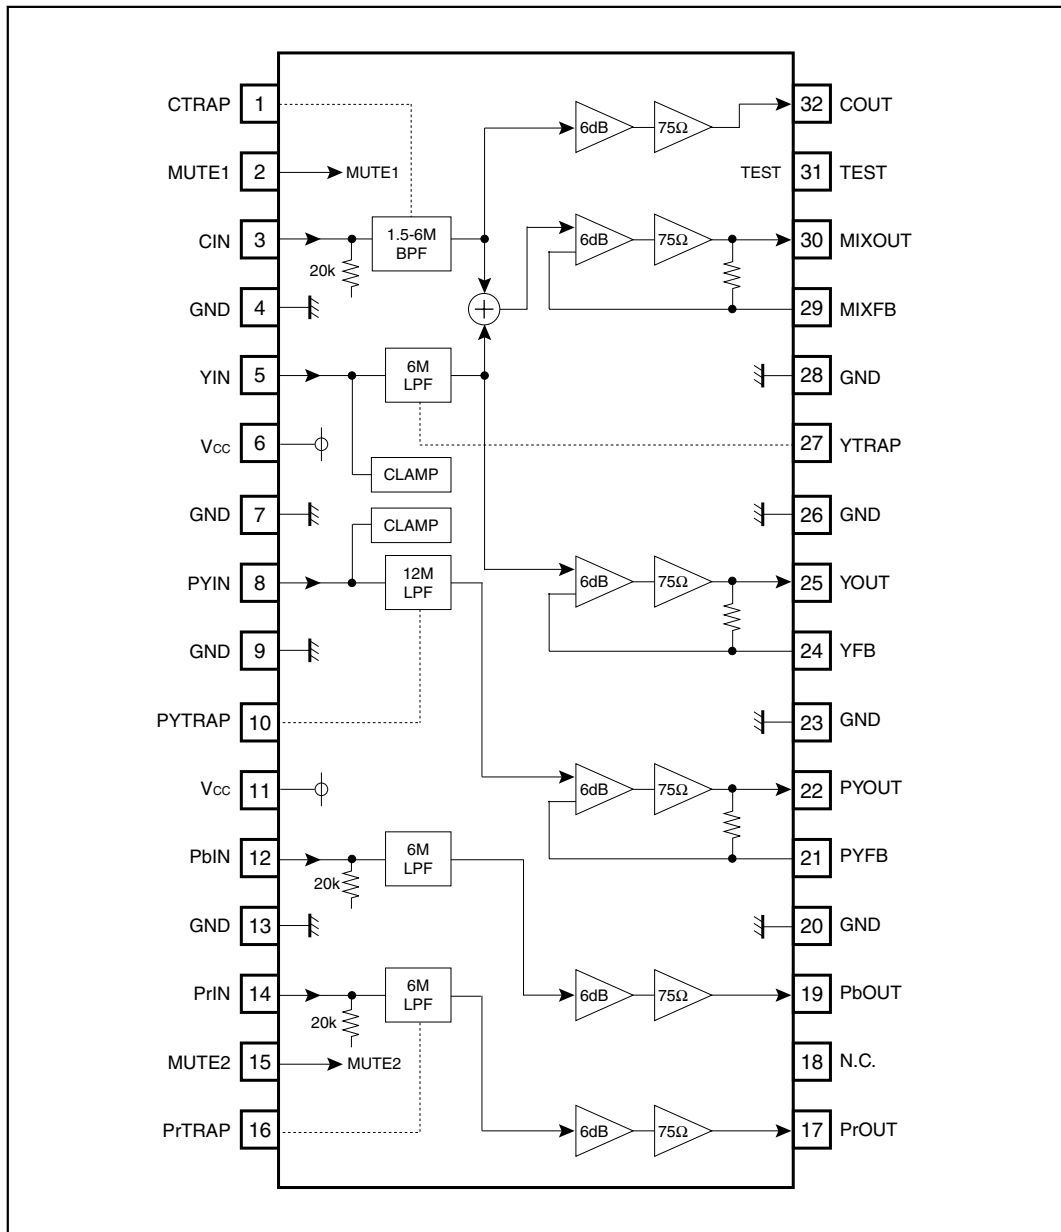 CTRAP 1
MUTE1 2 MUTE1
CIN 3
20k
1.5-6M
BPF
GND 4
YIN 5
6M
LPF
VCC 6
CLAMP
GND 7
CLAMP
PYIN 8
12M
LPF
GND 9
PYTRAP 10
VCC 11
PbIN 12
20k
6M
LPF
GND 13
PrIN 14
20k
6M
LPF
MUTE2 15 MUTE2
PrTRAP 16
+
6dB 75Ω 32 COUT
TEST 31 TEST
6dB 75Ω 30 MIXOUT
29 MIXFB
28 GND
27 YTRAP
26 GND
6dB 75Ω 25 YOUT
24 YFB
23 GND
6dB 75Ω 22 PYOUT
21 PYFB
20 GND
6dB 75Ω 19 PbOUT
18 N.C.
6dB 75Ω 17 PrOUT